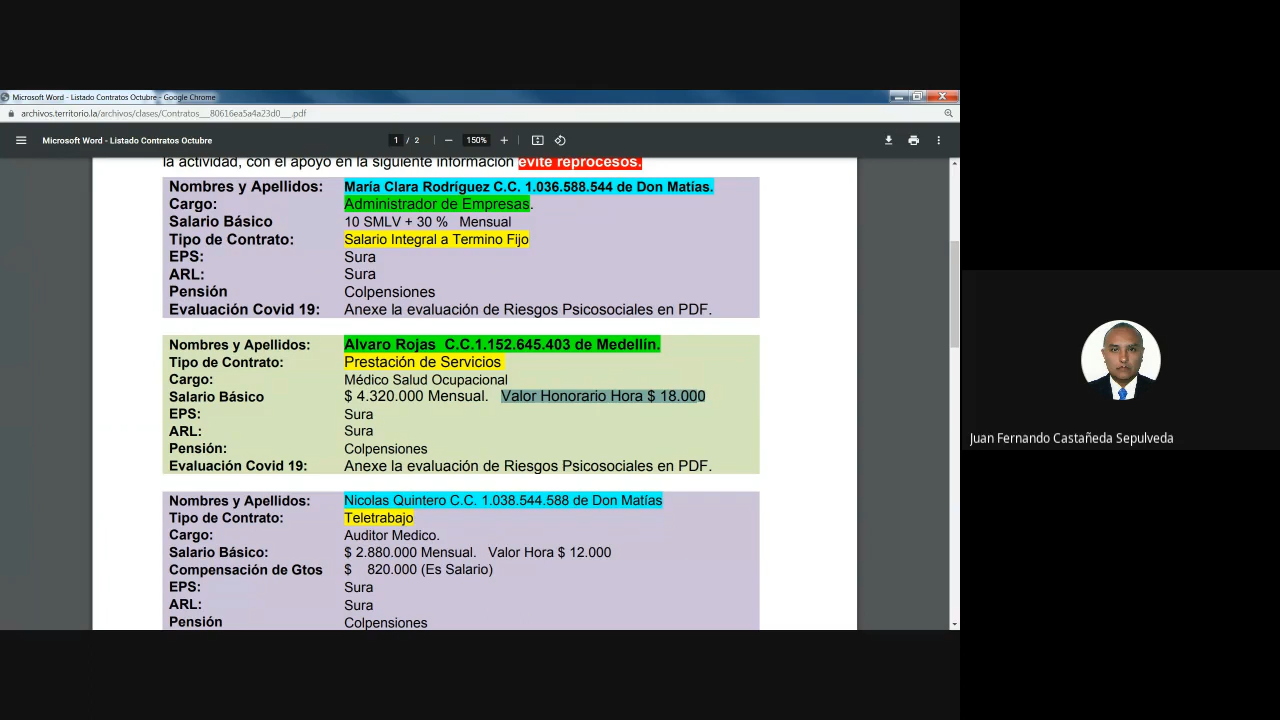 Microsoft Word - Listado Contratos Octubre - Google Chrome
archivos.territorio.la/archivos/clases/Contratos__80616ea5a4a23d0__.pdf
Microsoft Word - Listado Contratos Octubre
1 / 2
150%
la actividad, con el apoyo en la siguiente información evite reprocesos.
Nombres y Apellidos: María Clara Rodríguez C.C. 1.036.588.544 de Don Matías.
Cargo: Administrador de Empresas.
Salario Básico 10 SMLV + 30 % Mensual
Tipo de Contrato: Salario Integral a Termino Fijo
EPS: Sura
ARL: Sura
Pensión Colpensiones
Evaluación Covid 19: Anexe la evaluación de Riesgos Psicosociales en PDF.
Nombres y Apellidos: Alvaro Rojas C.C.1.152.645.403 de Medellín.
Tipo de Contrato: Prestación de Servicios
Cargo: Médico Salud Ocupacional
Salario Básico $ 4.320.000 Mensual. Valor Honorario Hora $ 18.000
EPS: Sura
ARL: Sura
Pensión: Colpensiones
Evaluación Covid 19: Anexe la evaluación de Riesgos Psicosociales en PDF.
Nombres y Apellidos: Nicolas Quintero C.C. 1.038.544.588 de Don Matías
Tipo de Contrato: Teletrabajo
Cargo: Auditor Medico.
Salario Básico: $ 2.880.000 Mensual. Valor Hora $ 12.000
Compensación de Gtos $ 820.000 (Es Salario)
EPS: Sura
ARL: Sura
Pensión Colpensiones
Juan Fernando Castañeda Sepulveda